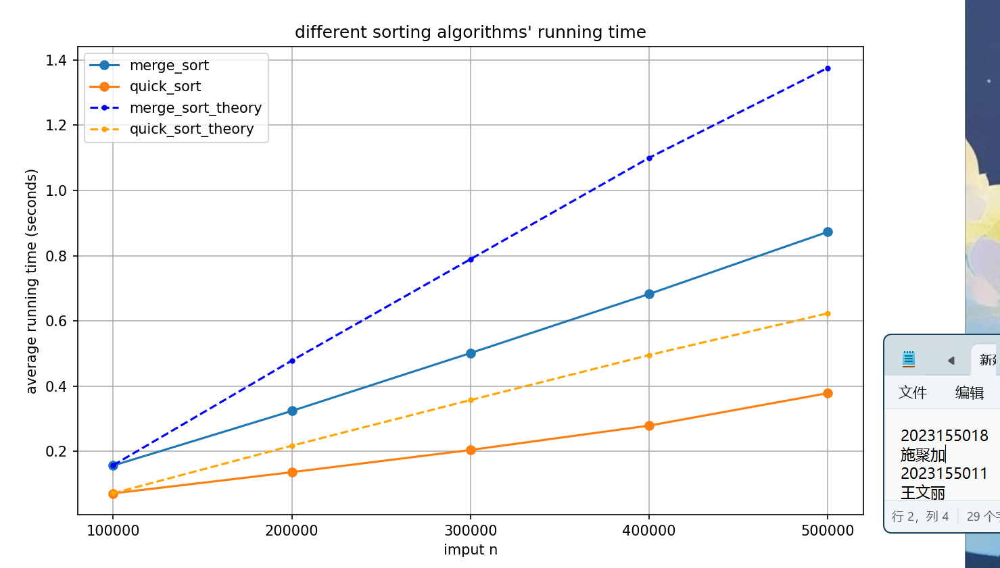 different sorting algorithms' running time
merge_sort
quick_sort
merge_sort_theory
quick_sort_theory
average running time (seconds)
1.4
1.2
1.0
0.8
0.6
0.4
0.2
100000 200000 300000 400000 500000
imput n
文件 编辑
2023155018
施聚加
2023155011
王文丽
行 2，列 4 29 个